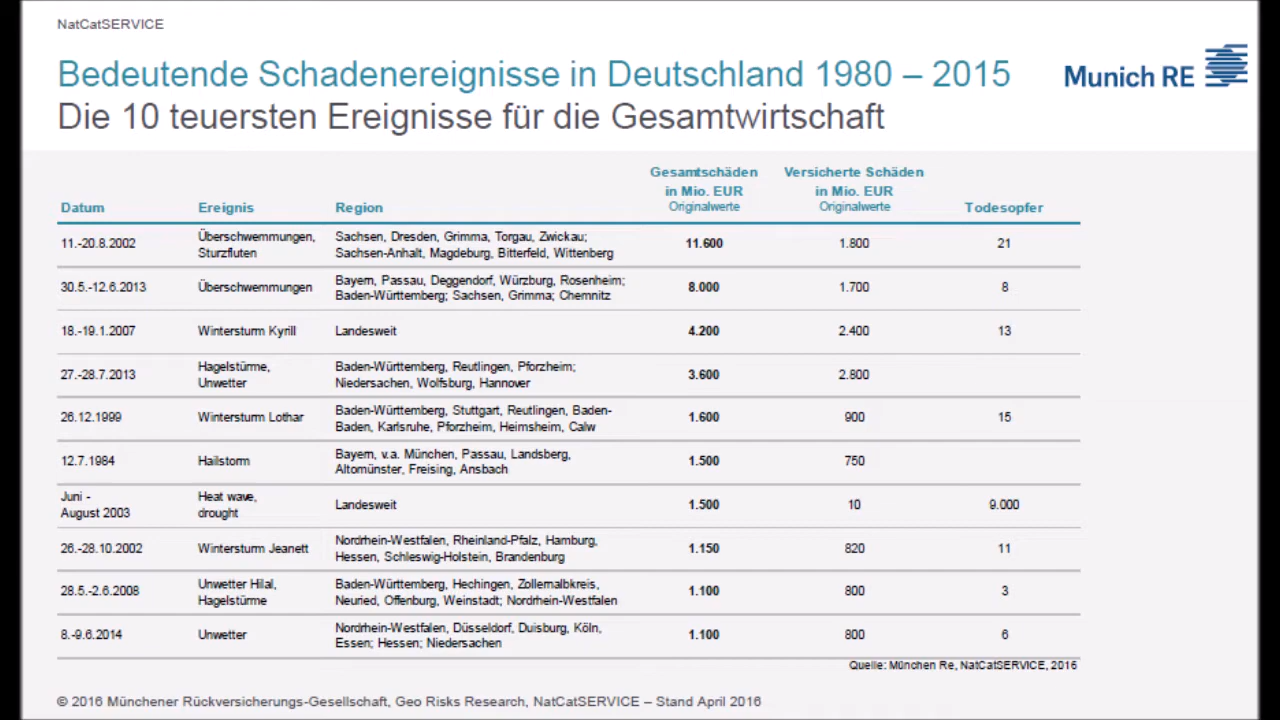 NatCatSERVICE
Bedeutende Schadenereignisse in Deutschland 1980 – 2015
Die 10 teuersten Ereignisse für die Gesamtwirtschaft
Munich RE
Gesamtschäden Versicherte Schäden
in Mio. EUR in Mio. EUR
Datum Ereignis Region Originalwerte Originalwerte Todesopfer
11.-20.8.2002 Überschwemmungen, Sturzfluten Sachsen, Dresden, Grimma, Torgau, Zwickau; Sachsen-Anhalt, Magdeburg, Bitterfeld, Wittenberg 11.600 1.800 21
30.5.-12.6.2013 Überschwemmungen Bayern, Passau, Deggendorf, Würzburg, Rosenheim; Baden-Württemberg; Sachsen, Grimma; Chemnitz 8.000 1.700 8
18.-19.1.2007 Wintersturm Kyrill Landesweit 4.200 2.400 13
27.-28.7.2013 Hagelstürme, Unwetter Baden-Württemberg, Reutlingen, Pforzheim; Niedersachen, Wolfsburg, Hannover 3.600 2.800
26.12.1999 Wintersturm Lothar Baden-Württemberg, Stuttgart, Reutlingen, Baden-Baden, Karlsruhe, Pforzheim, Heimsheim, Calw 1.600 900 15
12.7.1984 Hailstorm Bayern, v.a. München, Passau, Landsberg, Altomünster, Freising, Ansbach 1.500 750
Juni - August 2003 Heat wave, drought Landesweit 1.500 10 9.000
26.-28.10.2002 Wintersturm Jeanett Nordrhein-Westfalen, Rheinland-Pfalz, Hamburg, Hessen, Schleswig-Holstein, Brandenburg 1.150 820 11
28.5.-2.6.2008 Unwetter Hilal, Hagelstürme Baden-Württemberg, Hechingen, Zollernalbkreis, Neuried, Offenburg, Weinstadt; Nordrhein-Westfalen 1.100 800 3
8.-9.6.2014 Unwetter Nordrhein-Westfalen, Düsseldorf, Duisburg, Köln, Essen; Hessen; Niedersachen 1.100 800 6
Quelle: München Re, NatCatSERVICE, 2016
© 2016 Münchener Rückversicherungs-Gesellschaft, Geo Risks Research, NatCatSERVICE – Stand April 2016